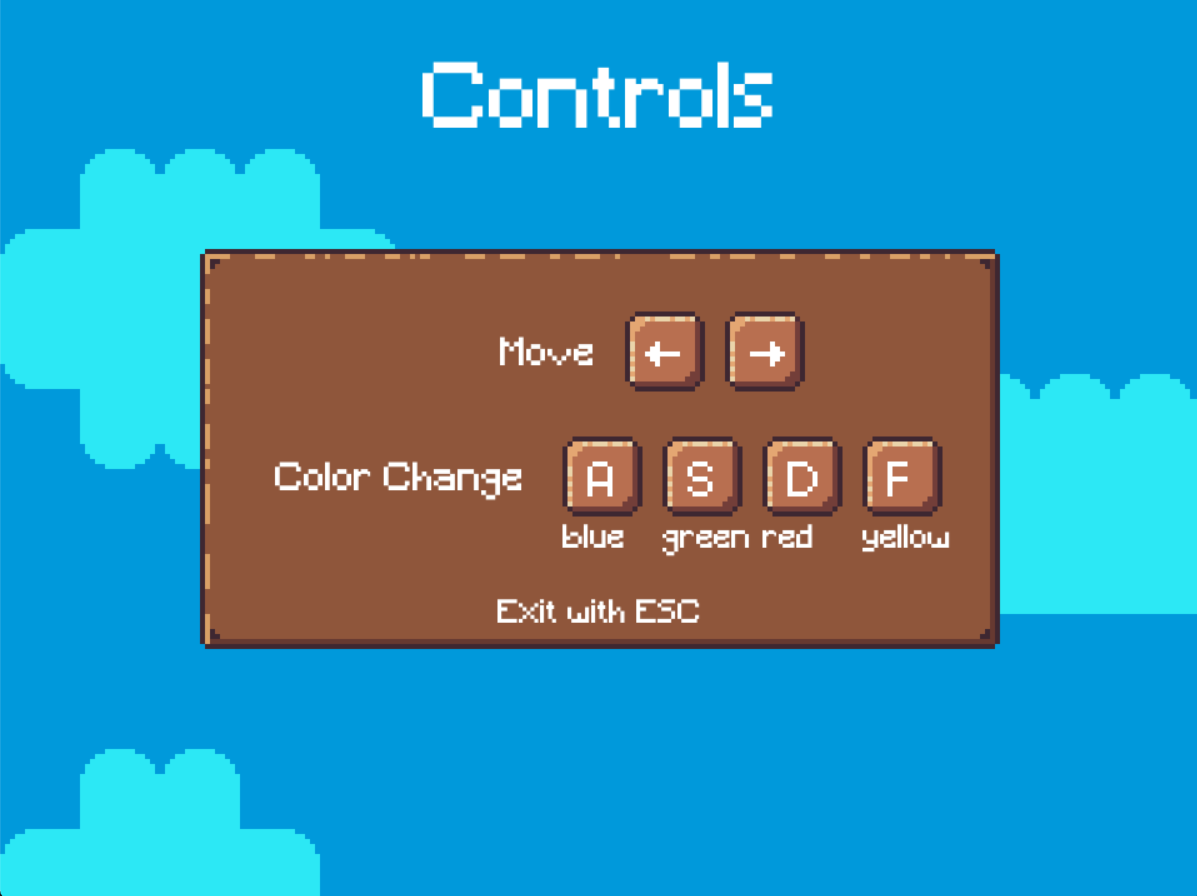 Controls
Move ← →
Color Change A S D F
blue green red yellow
Exit with ESC